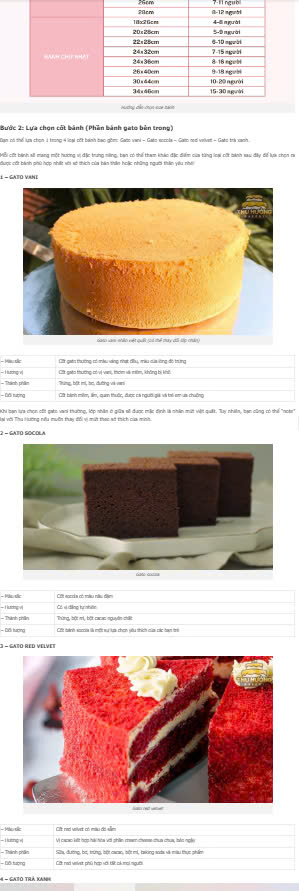 26cm 7-11 người
28cm 8-12 người
BÁNH CHỮ NHẬT
18x26cm 4-8 người
20x28cm 5-9 người
22x28cm 6-10 người
24x32cm 7-15 người
24x36cm 8-16 người
26x40cm 9-18 người
30x44cm 10-20 người
34x46cm 15-30 người
Hướng dẫn chọn size bánh
Bước 2: Lựa chọn cốt bánh (Phần bánh gato bên trong)
Bạn có thể lựa chọn 1 trong 4 loại cốt bánh bao gồm: Gato vani – Gato socola – Gato red velvet – Gato trà xanh.
Mỗi cốt bánh sẽ mang một hương vị đặc trưng riêng, bạn có thể tham khảo đặc điểm của từng loại cốt bánh sau đây để lựa chọn ra
được cốt bánh phù hợp nhất với sở thích của bản thân hoặc những người thân yêu nhé!
1 – GATO VANI
THU HƯỜNG
Gato vani nhân việt quất (có thể thay đổi lớp nhân)
– Màu sắc Cốt gato thường có màu vàng nhạt đều, màu của lòng đỏ trứng
– Hương vị Cốt gato thường có vị vani, thơm và mềm, không bị khô
– Thành phần Trứng, bột mì, bơ, đường và vani
– Đối tượng Cốt bánh mềm, ẩm, quen thuộc, được cả người già và trẻ em ưa chuộng
Khi bạn lựa chọn cốt gato vani thường, lớp nhân ở giữa sẽ được mặc định là nhân mứt việt quất. Tuy nhiên, bạn cũng có thể “note”
lại với Thu Hường nếu muốn thay đổi vị mứt theo sở thích của mình.
2 – GATO SOCOLA
Gato socola
– Màu sắc Cốt socola có màu nâu đậm
– Hương vị Có vị đắng tự nhiên
– Thành phần Trứng, bột mì, bột cacao nguyên chất
– Đối tượng Cốt bánh socola là một sự lựa chọn yêu thích của các bạn trẻ
3 – GATO RED VELVET
THU HƯỜNG
Gato red velvet
– Màu sắc Cốt red velvet có màu đỏ sẫm
– Hương vị Vị cacao kết hợp hài hòa với phần cream cheese chua chua, béo ngậy
– Thành phần Sữa, đường, bơ, trứng, bột cacao, bột mì, baking soda và màu thực phẩm
– Đối tượng Cốt red velvet phù hợp với tất cả mọi người
4 – GATO TRÀ XANH